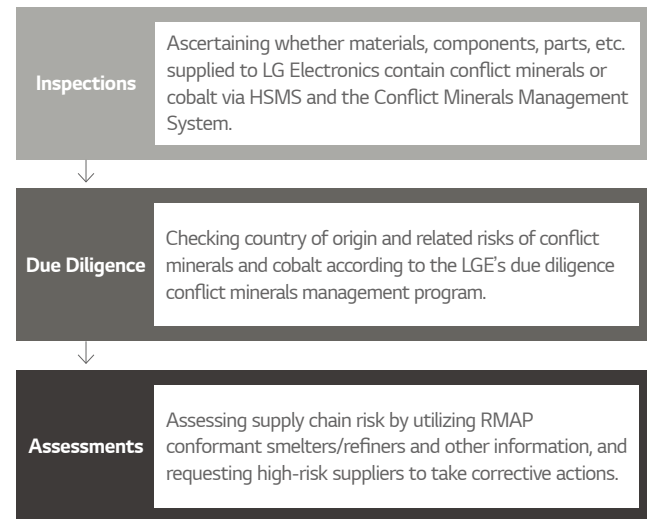 Inspections
Ascertaining whether materials, components, parts, etc.
supplied to LG Electronics contain conflict minerals or
cobalt via HSMS and the Conflict Minerals Management
System.
Due Diligence
Checking country of origin and related risks of conflict
minerals and cobalt according to the LGE's due diligence
conflict minerals management program.
Assessments
Assessing supply chain risk by utilizing RMAP
conformant smelters/refiners and other information, and
requesting high-risk suppliers to take corrective actions.